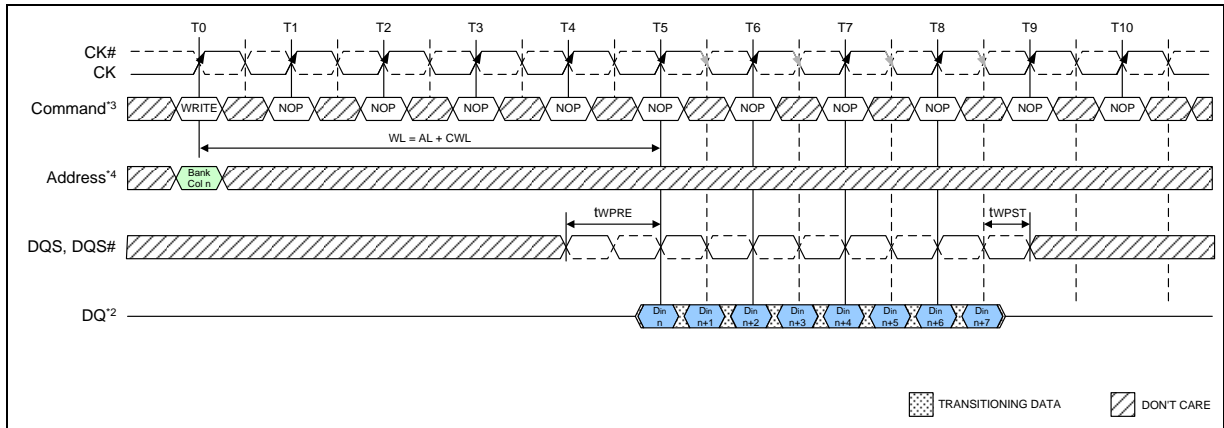 T0 T1 T2 T3 T4 T5 T6 T7 T8 T9 T10
CK#
CK
Command*3 WRITE NOP NOP NOP NOP NOP NOP NOP NOP NOP NOP
WL = AL + CWL
Address*4 Bank
Col n
tWPRE tWPST
DQS, DQS#
DQ*2 Din Din Din Din Din Din Din Din
n n+1 n+2 n+3 n+4 n+5 n+6 n+7
TRANSITIONING DATA DON'T CARE